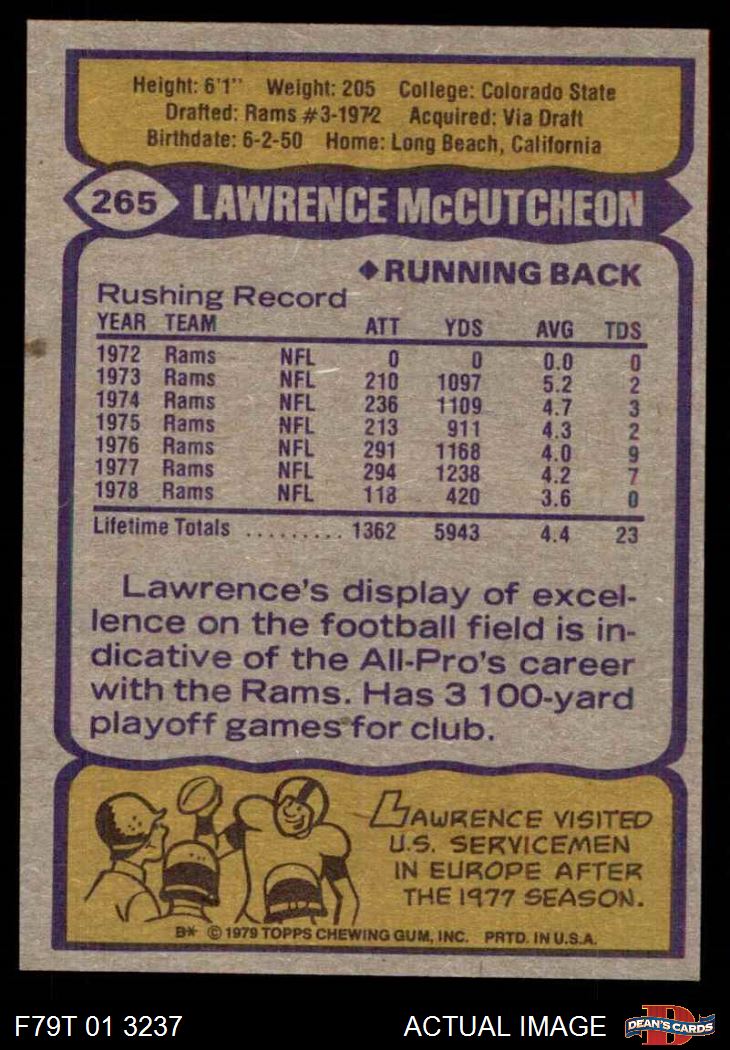 Height: 6'1" Weight: 205 College: Colorado State
Drafted: Rams #3-1972 Acquired: Via Draft
Birthdate: 6-2-50 Home: Long Beach, California
265 LAWRENCE McCUTCHEON
◆RUNNING BACK
Rushing Record
YEAR TEAM ATT YDS AVG TDS
1972 Rams NFL 0 0 0.0 0
1973 Rams NFL 210 1097 5.2 2
1974 Rams NFL 236 1109 4.7 3
1975 Rams NFL 213 911 4.3 2
1976 Rams NFL 291 1168 4.0 9
1977 Rams NFL 294 1238 4.2 7
1978 Rams NFL 118 420 3.6 0
Lifetime Totals ......... 1362 5943 4.4 23
Lawrence's display of excel-
lence on the football field is in-
dicative of the All-Pro's career
with the Rams. Has 3 100-yard
playoff games for club.
LAWRENCE VISITED
U.S. SERVICEMEN
IN EUROPE AFTER
THE 1977 SEASON.
B* © 1979 TOPPS CHEWING GUM, INC. PRTD. IN U.S.A.
F79T 01 3237 ACTUAL IMAGE D DEAN'S CARDS